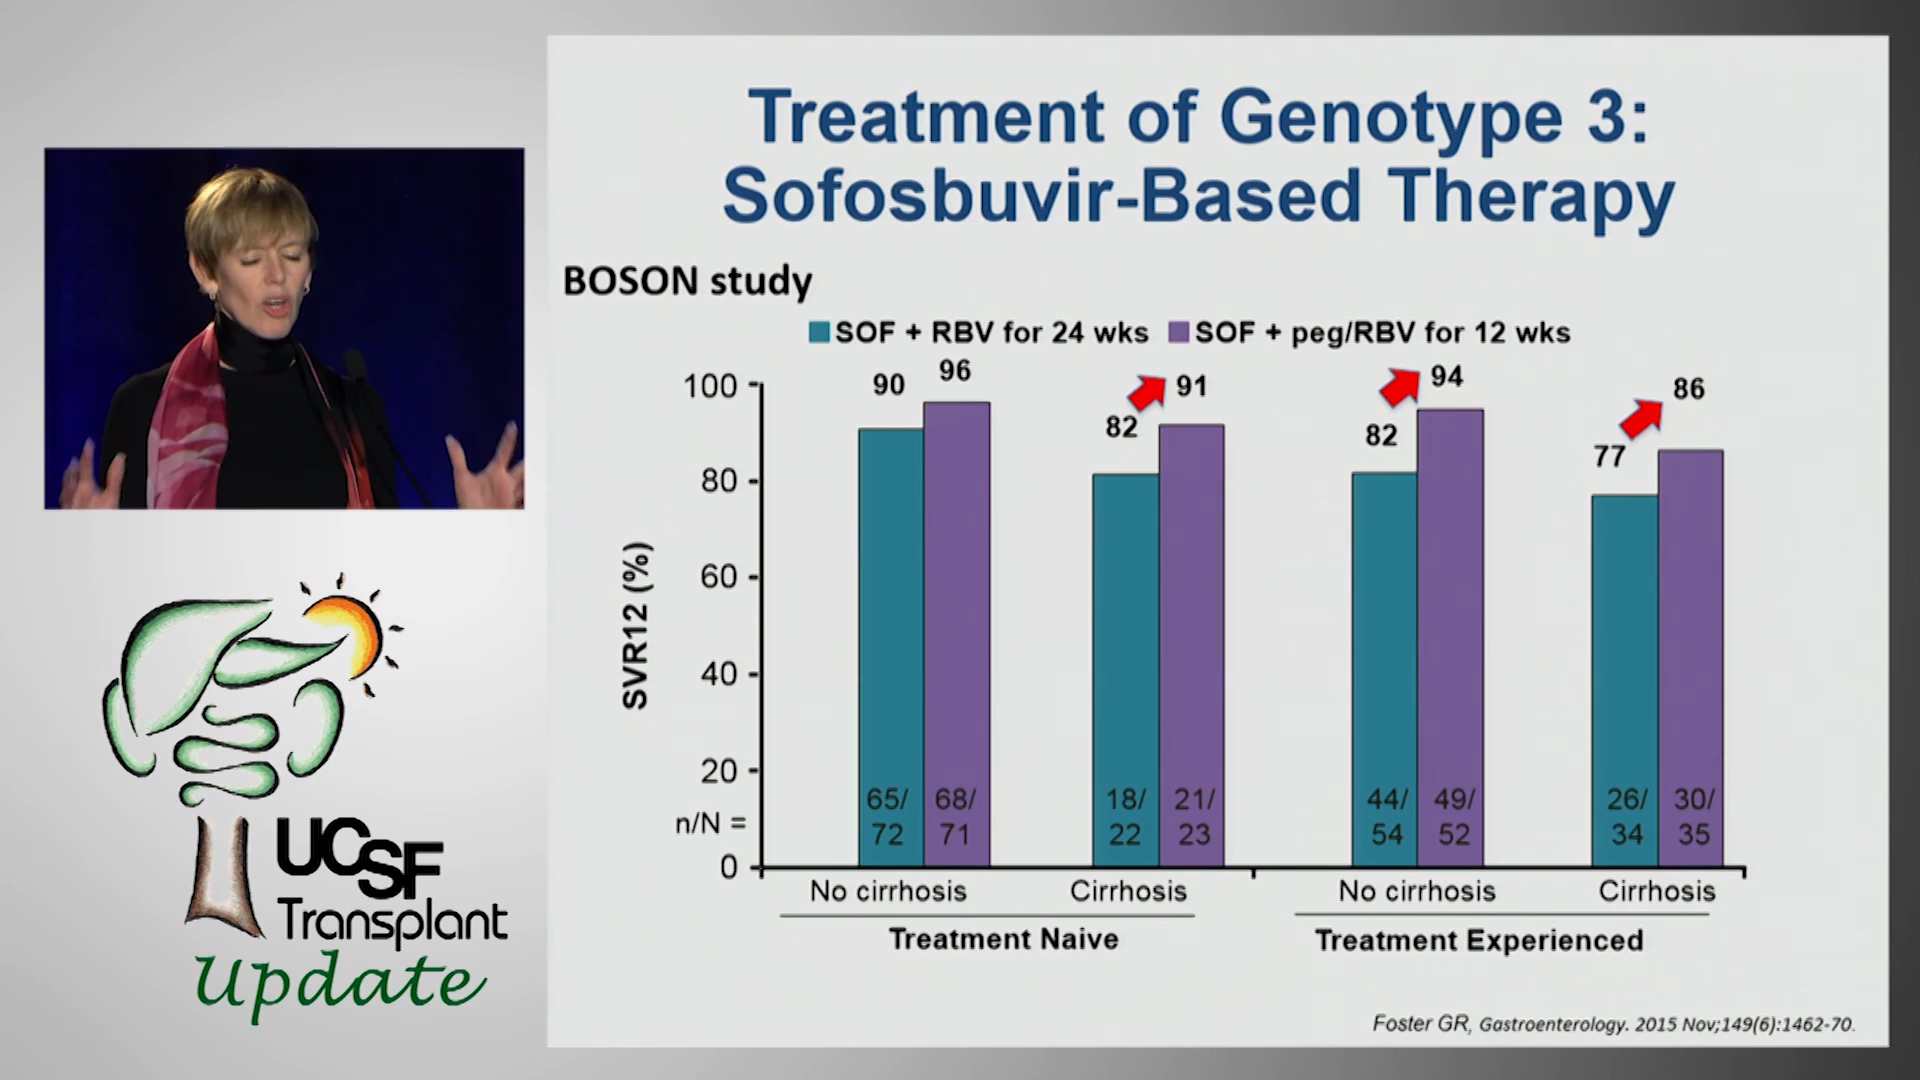 Treatment of Genotype 3:
Sofosbuvir-Based Therapy
BOSON study
SOF + RBV for 24 wks SOF + peg/RBV for 12 wks
100
80
60
40
20
0
SVR12 (%)
n/N =
90 96
82 91
82 94
77 86
65/ 68/ 18/ 21/ 44/ 49/ 26/ 30/
72 71 22 23 54 52 34 35
No cirrhosis Cirrhosis No cirrhosis Cirrhosis
Treatment Naive Treatment Experienced
Foster GR, Gastroenterology. 2015 Nov;149(6):1462-70.
UCSF
Transplant
Update